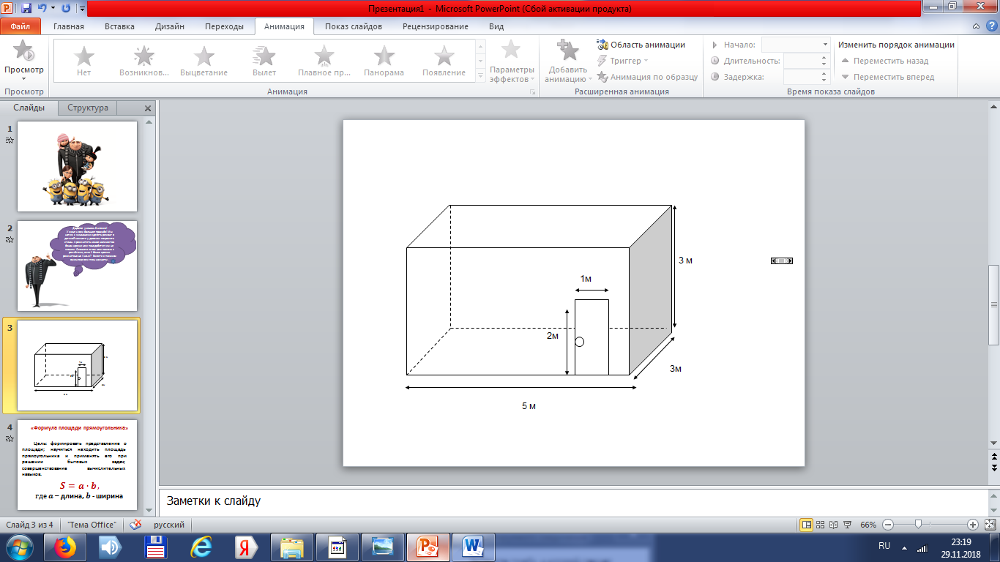 Презентация1 - Microsoft PowerPoint (Сбой активации продукта)
Файл
Главная
Вставка
Дизайн
Переходы
Анимация
Показ слайдов
Рецензирование
Вид
Просмотр
Нет
Возникнов...
Выцветание
Вылет
Плавное пр...
Панорама
Появление
Параметры
эффектов
Добавить
анимацию
Область анимации
Триггер
Анимация по образцу
Начало:
Длительность:
Задержка:
Изменить порядок анимации
Переместить назад
Переместить вперед
Просмотр
Анимация
Расширенная анимация
Время показа слайдов
Слайды
Структура
1
2
3
4
«Формула площади прямоугольника»
Цель: формировать представление о
площади; научиться находить площадь
прямоугольника и применять его при
решении бытовых задач;
совершенствование вычислительных
навыков.
S = a · b,
где a – длина, b - ширина
3 м
1м
2м
3м
5 м
Заметки к слайду
Слайд 3 из 4
"Тема Office"
русский
66%
RU
23:19
29.11.2018